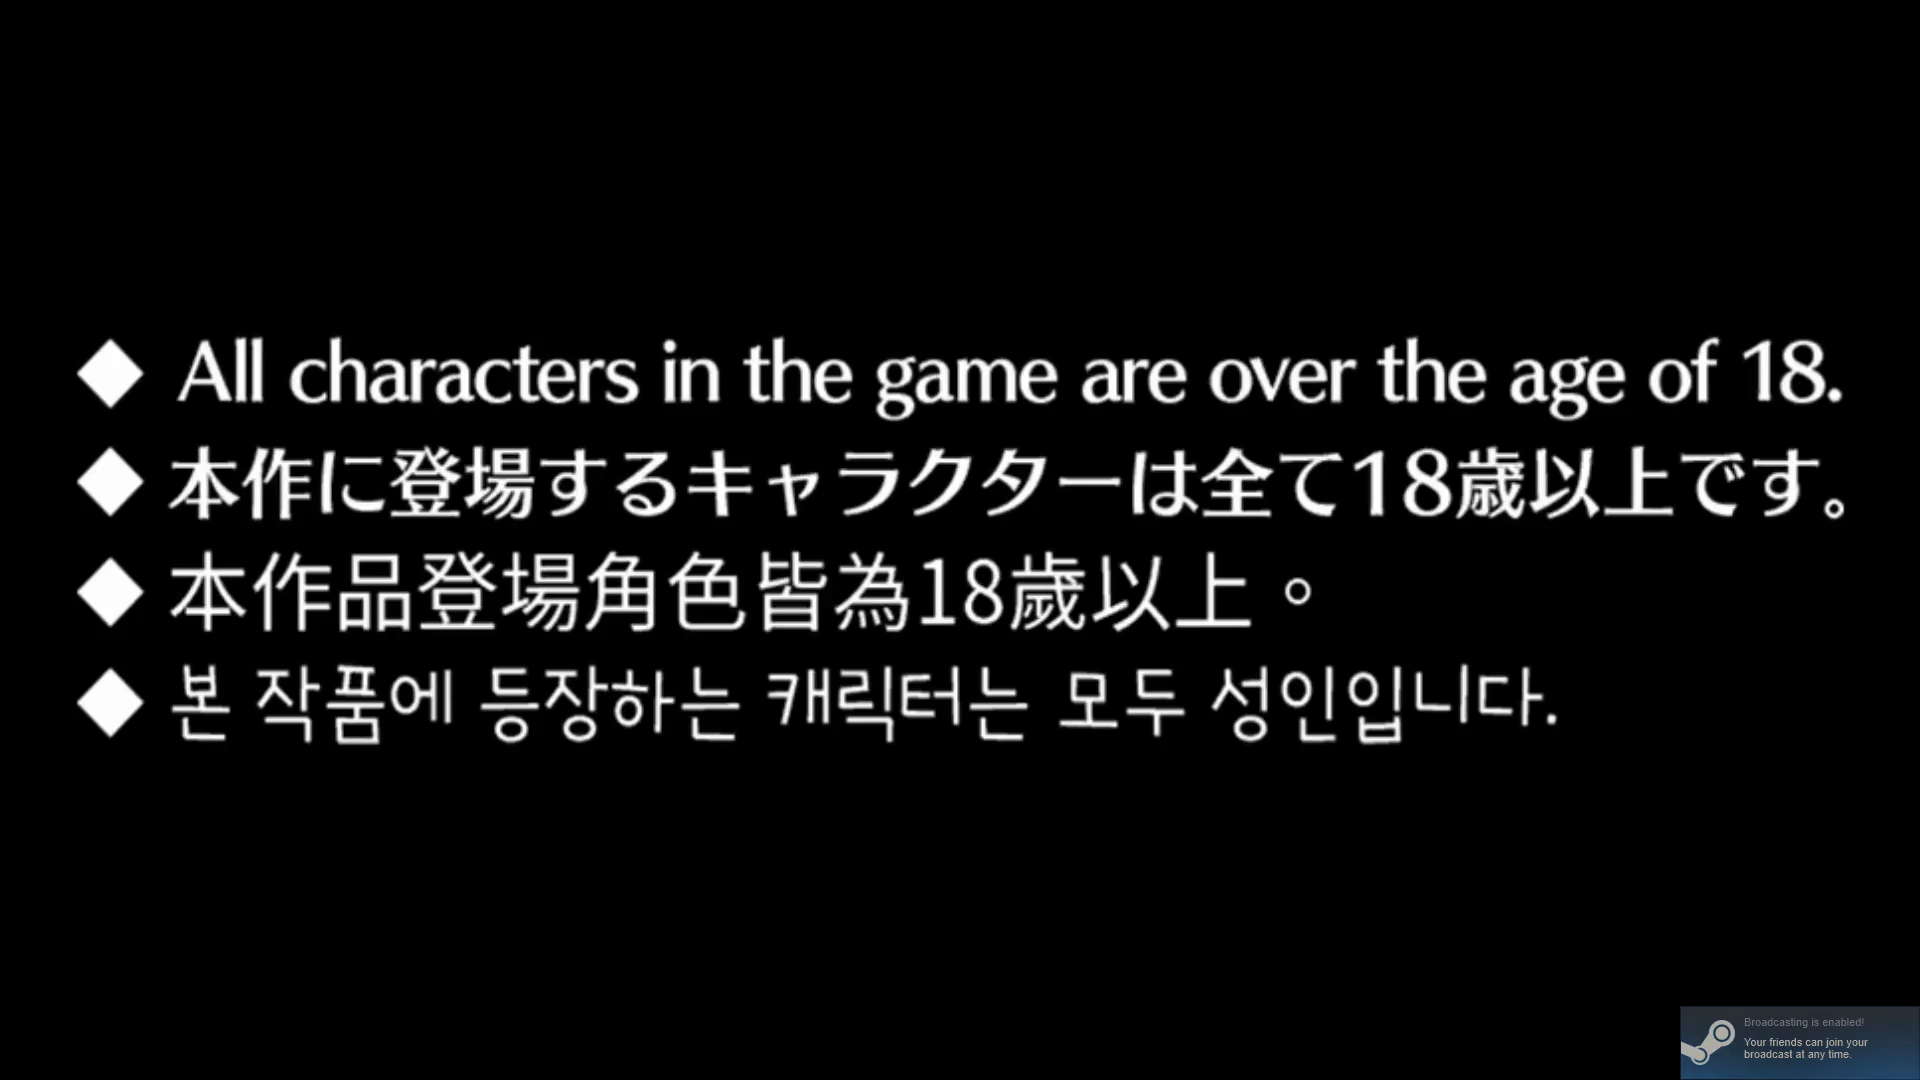 ◆ All characters in the game are over the age of 18.
◆ 本作に登場するキャラクターは全て18歳以上です。
◆ 本作品登場角色皆為18歲以上。
◆ 본 작품에 등장하는 캐릭터는 모두 성인입니다.
Broadcasting is enabled!
Your friends can join your
broadcast at any time.